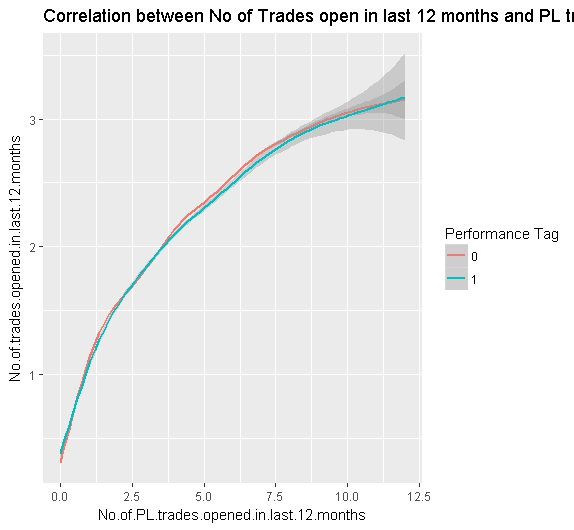 Correlation between No of Trades open in last 12 months and PL tr
No.of.trades.opened.in.last.12.months
3
2
1
0.0 2.5 5.0 7.5 10.0 12.5
No.of.PL.trades.opened.in.last.12.months
Performance Tag
0
1